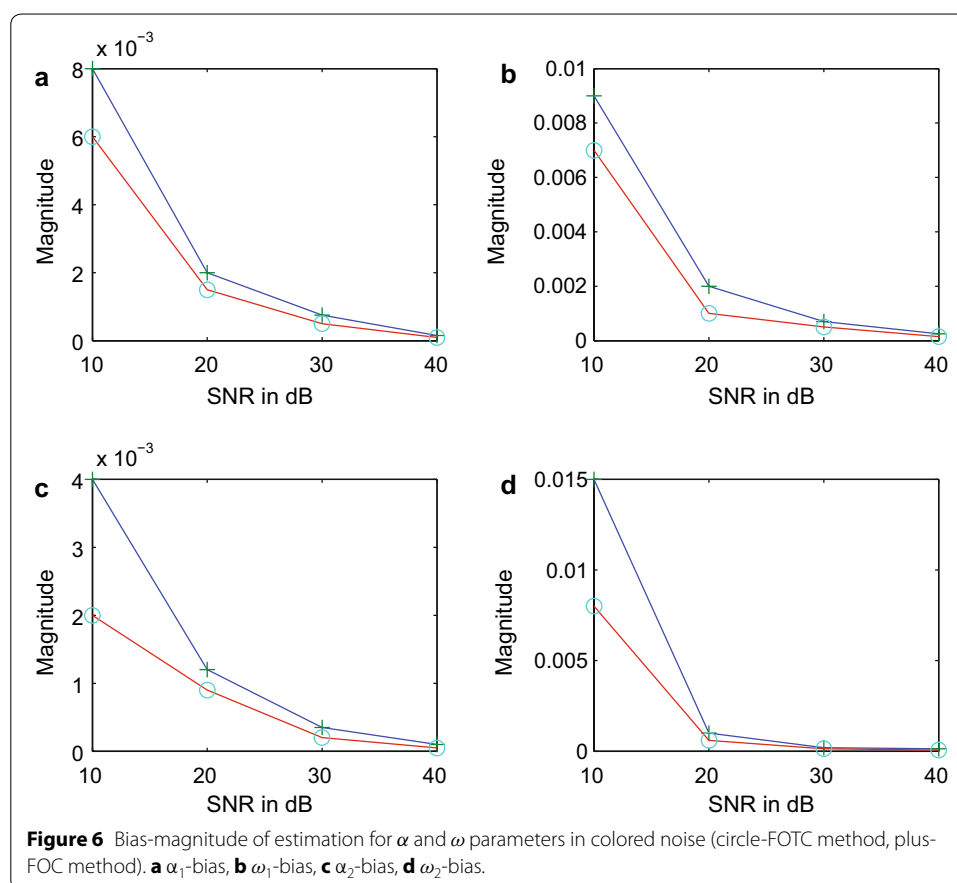 x 10⁻³
a
8
6
4
2
0
Magnitude
10 20 30 40
SNR in dB
b
0.01
0.008
0.006
0.004
0.002
0
Magnitude
10 20 30 40
SNR in dB
x 10⁻³
c
4
3
2
1
0
Magnitude
10 20 30 40
SNR in dB
d
0.015
0.01
0.005
0
Magnitude
10 20 30 40
SNR in dB
Figure 6 Bias-magnitude of estimation for α and ω parameters in colored noise (circle-FOTC method, plus-
FOC method). a α₁-bias, b ω₁-bias, c α₂-bias, d ω₂-bias.